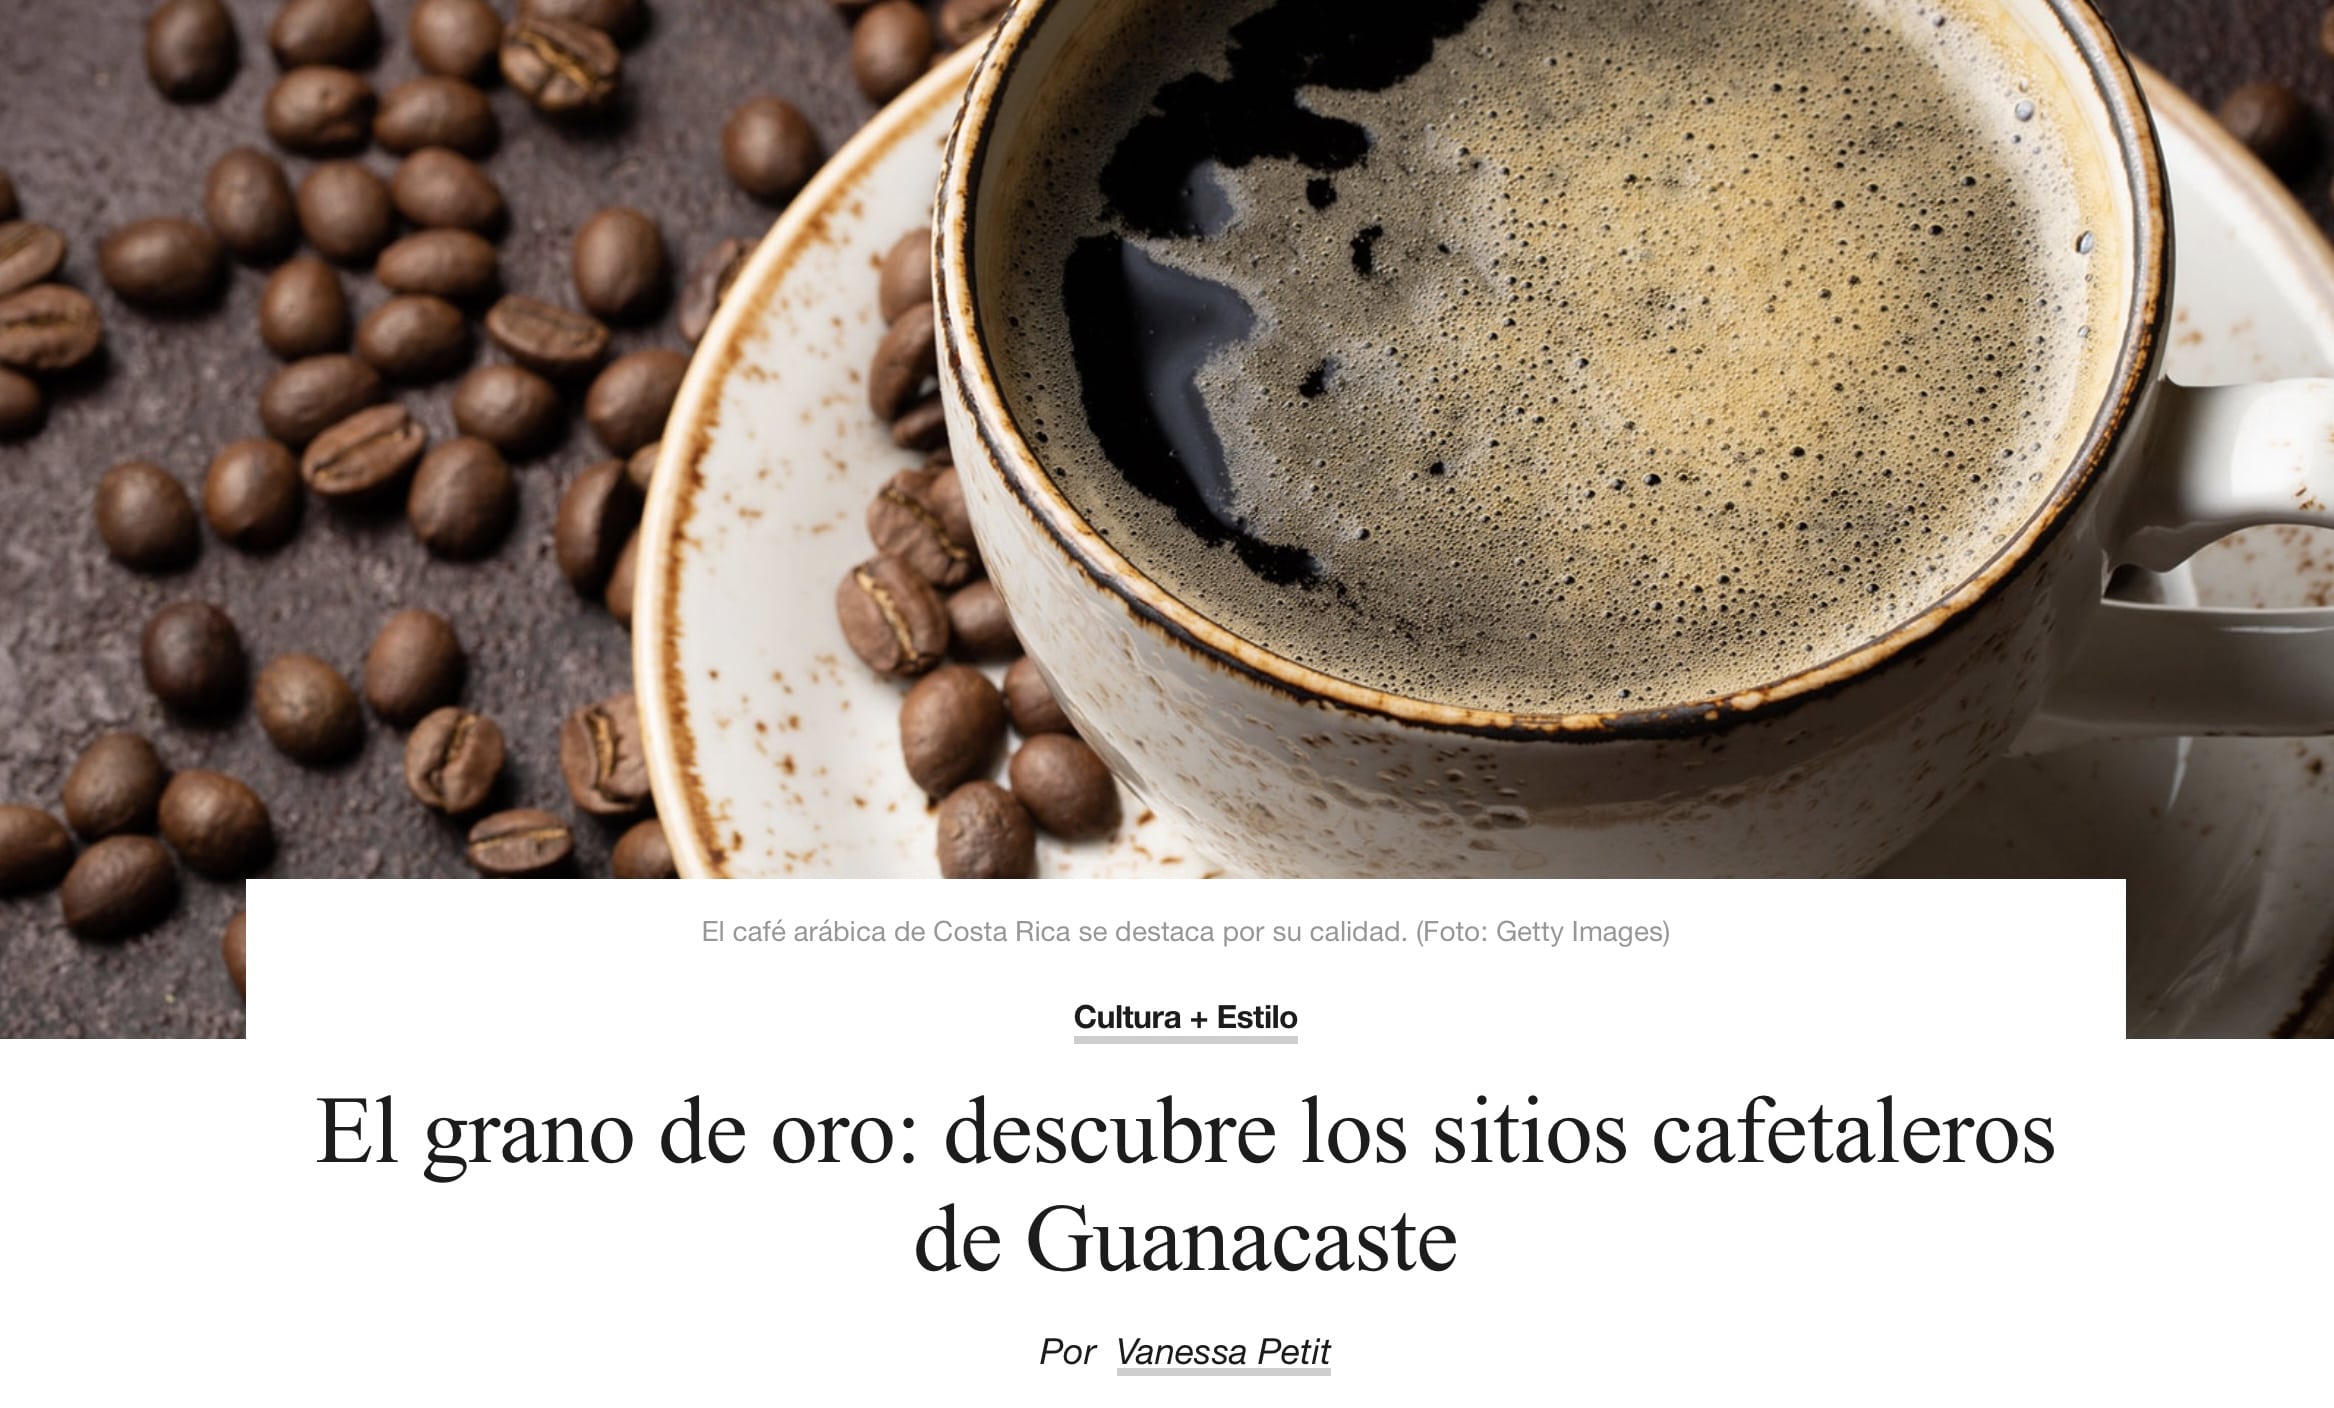 El café arábica de Costa Rica se destaca por su calidad. (Foto: Getty Images)
Cultura + Estilo
El grano de oro: descubre los sitios cafetaleros
de Guanacaste
Por Vanessa Petit